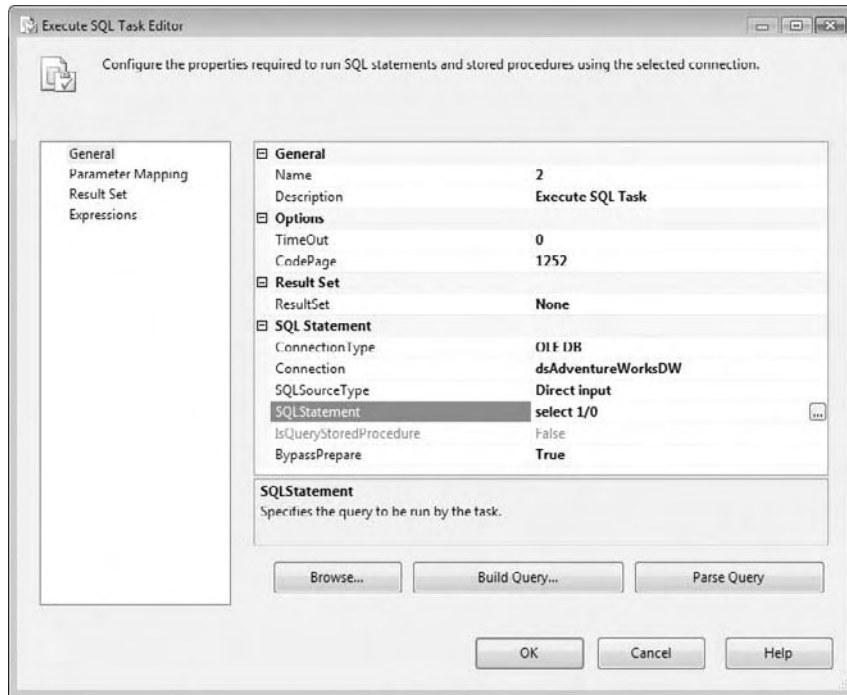 Execute SQL Task Editor
Configure the properties required to run SQL statements and stored procedures using the selected connection.
General
Parameter Mapping
Result Set
Expressions
General
Name 2
Description Execute SQL Task
Options
TimeOut 0
CodePage 1252
Result Set
ResultSet None
SQL Statement
ConnectionType OLE DB
Connection dsAdventureWorksDW
SQLSourceType Direct input
SQLStatement select 1/0 ...
IsQueryStoredProcedure False
BypassPrepare True
SQLStatement
Specifies the query to be run by the task.
Browse... Build Query... Parse Query
OK Cancel Help